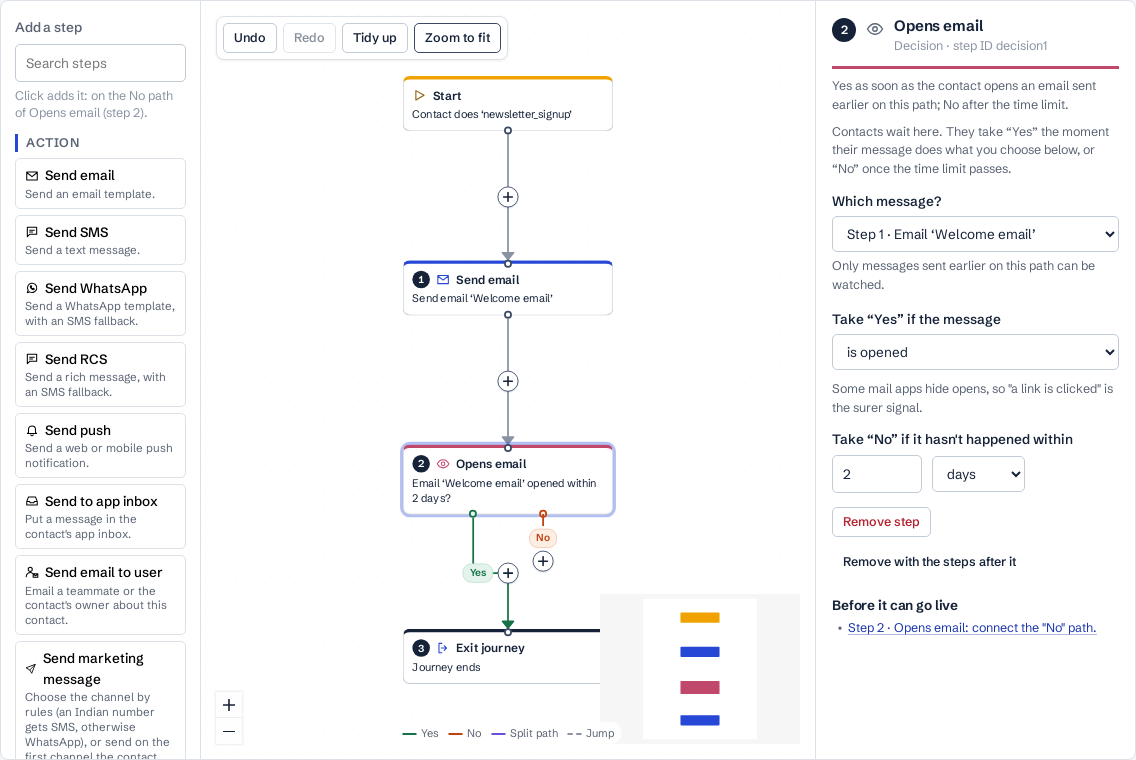 Add a step
Search steps
Click adds it: on the No path
of Opens email (step 2).
ACTION
Send email
Send an email template.
Send SMS
Send a text message.
Send WhatsApp
Send a WhatsApp template,
with an SMS fallback.
Send RCS
Send a rich message, with
an SMS fallback.
Send push
Send a web or mobile push
notification.
Send to app inbox
Put a message in the
contact's app inbox.
Send email to user
Email a teammate or the
contact's owner about this
contact.
Send marketing
message
Choose the channel by
rules (an Indian number
gets SMS, otherwise
WhatsApp), or send on the
first channel the contact
Undo
Redo
Tidy up
Zoom to fit
Start
Contact does ‘newsletter_signup’
1
Send email
Send email ‘Welcome email’
2
Opens email
Email ‘Welcome email’ opened within
2 days?
No
Yes
3
Exit journey
Journey ends
Yes
No
Split path
Jump
2
Opens email
Decision · step ID decision1
Yes as soon as the contact opens an email sent
earlier on this path; No after the time limit.
Contacts wait here. They take “Yes” the moment
their message does what you choose below, or
“No” once the time limit passes.
Which message?
Step 1 · Email ‘Welcome email’
Only messages sent earlier on this path can be
watched.
Take “Yes” if the message
is opened
Some mail apps hide opens, so "a link is clicked" is
the surer signal.
Take “No” if it hasn't happened within
2
days
Remove step
Remove with the steps after it
Before it can go live
• Step 2 · Opens email: connect the "No" path.